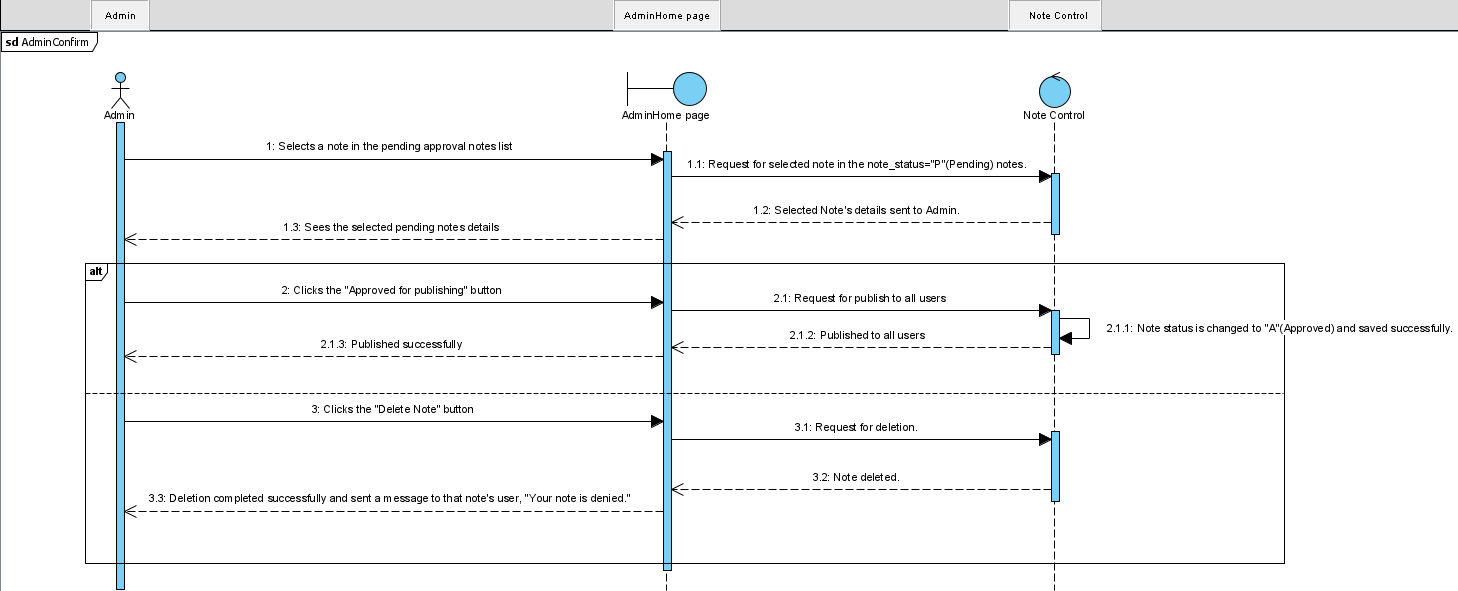 Admin
AdminHome page
Note Control
sd AdminConfirm
Admin
AdminHome page
Note Control
1: Selects a note in the pending approval notes list
1.1: Request for selected note in the note_status="P"(Pending) notes.
1.2: Selected Note's details sent to Admin.
1.3: Sees the selected pending notes details
alt
2: Clicks the "Approved for publishing" button
2.1: Request for publish to all users
2.1.1: Note status is changed to "A"(Approved) and saved successfully.
2.1.2: Published to all users
2.1.3: Published successfully
3: Clicks the "Delete Note" button
3.1: Request for deletion.
3.2: Note deleted.
3.3: Deletion completed successfully and sent a message to that note's user, "Your note is denied."